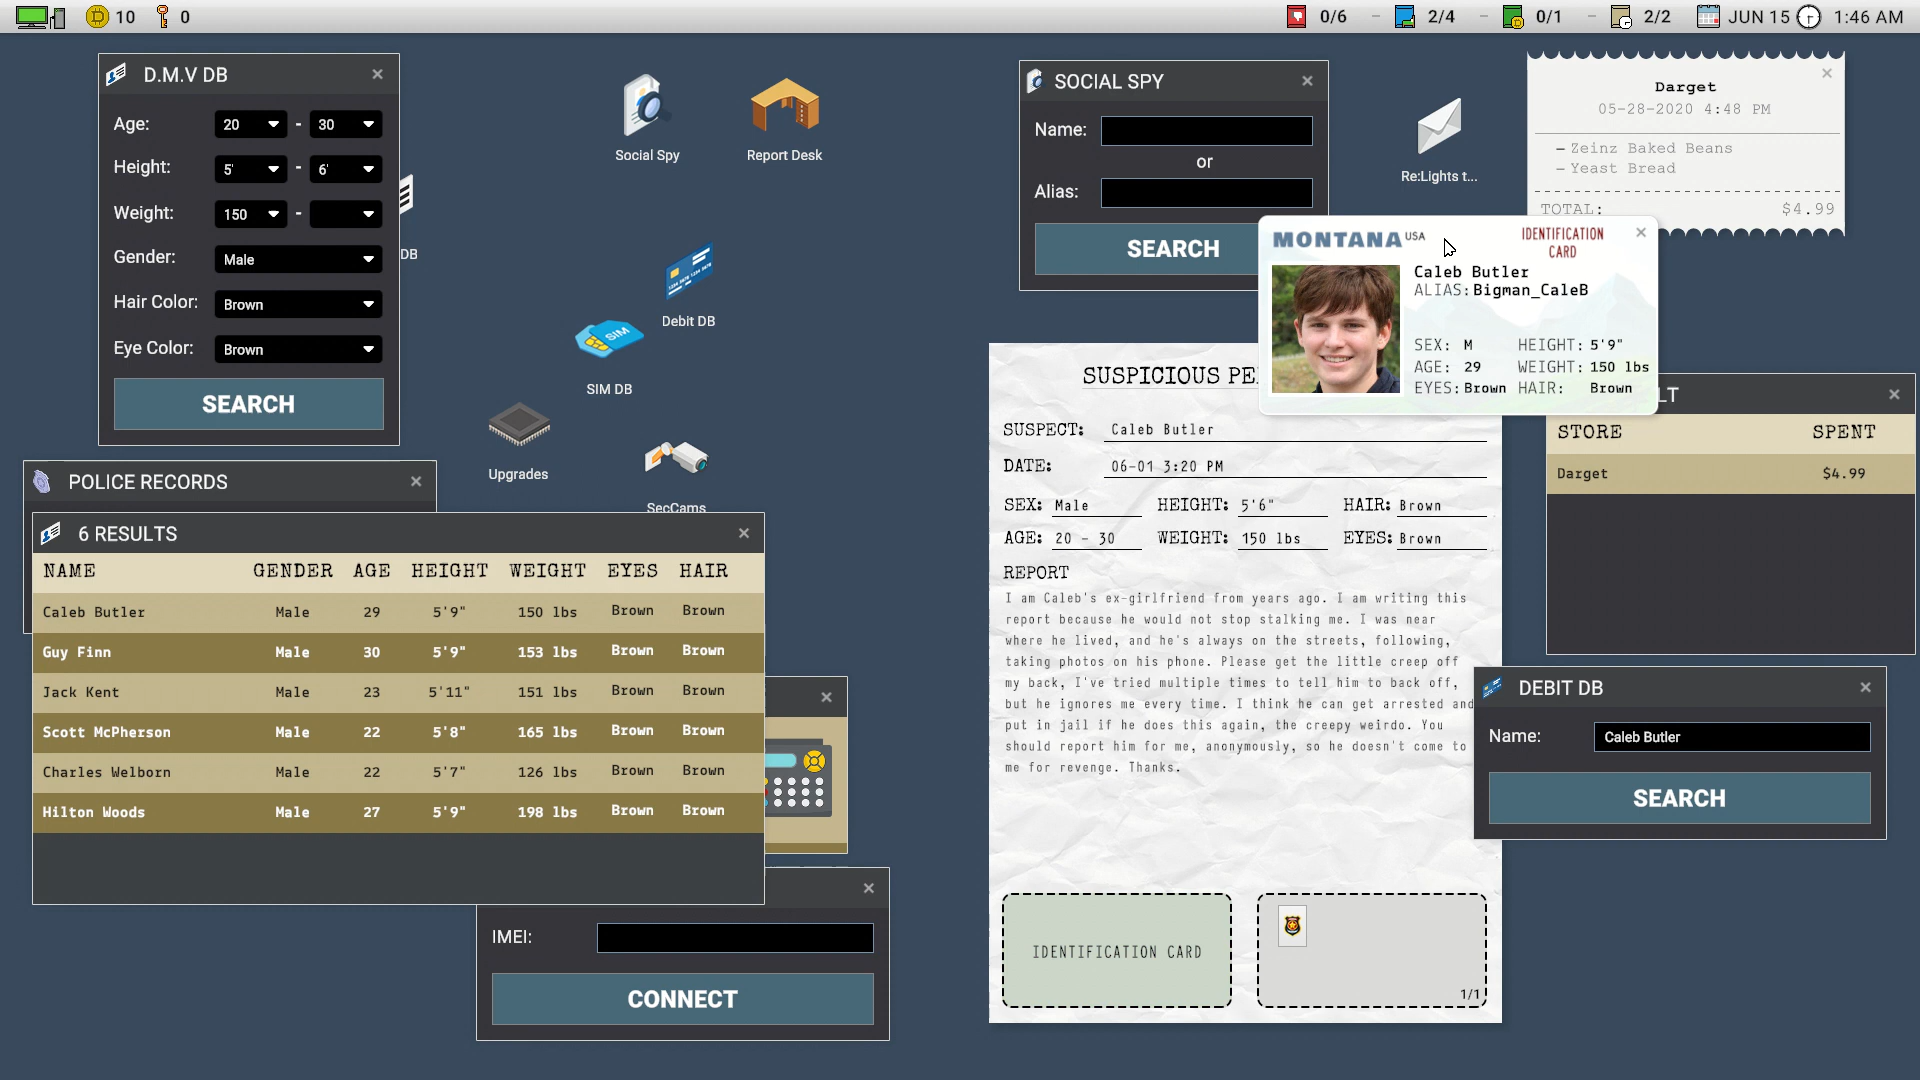 10
0
0/6
2/4
0/1
2/2
JUN 15
1:46 AM
D.M.V DB
Age: 20 - 30
Height: 5' - 6'
Weight: 150 -
Gender: Male
Hair Color: Brown
Eye Color: Brown
SEARCH
DB
Social Spy
Report Desk
Debit DB
SIM
SIM DB
Upgrades
SecCams
SOCIAL SPY
Name:
or
Alias:
SEARCH
Re:Lights t...
Darget
05-28-2020 4:48 PM
– Zeinz Baked Beans
– Yeast Bread
TOTAL: $4.99
MONTANA USA
IDENTIFICATION
CARD
Caleb Butler
ALIAS: Bigman_CaleB
SEX: M HEIGHT: 5'9"
AGE: 29 WEIGHT: 150 lbs
EYES: Brown HAIR: Brown
LT
STORE SPENT
Darget $4.99
POLICE RECORDS
6 RESULTS
NAME GENDER AGE HEIGHT WEIGHT EYES HAIR
Caleb Butler Male 29 5'9" 150 lbs Brown Brown
Guy Finn Male 30 5'9" 153 lbs Brown Brown
Jack Kent Male 23 5'11" 151 lbs Brown Brown
Scott McPherson Male 22 5'8" 165 lbs Brown Brown
Charles Welborn Male 22 5'7" 126 lbs Brown Brown
Hilton Woods Male 27 5'9" 198 lbs Brown Brown
IMEI:
CONNECT
SUSPICIOUS PE
SUSPECT: Caleb Butler
DATE: 06-01 3:20 PM
SEX: Male HEIGHT: 5'6" HAIR: Brown
AGE: 20 - 30 WEIGHT: 150 lbs EYES: Brown
REPORT
I am Caleb's ex-girlfriend from years ago. I am writing this
report because he would not stop stalking me. I was near
where he lived, and he's always on the streets, following,
taking photos on his phone. Please get the little creep off
my back, I've tried multiple times to tell him to back off,
but he ignores me every time. I think he can get arrested and
put in jail if he does this again, the creepy weirdo. You
should report him for me, anonymously, so he doesn't come to
me for revenge. Thanks.
IDENTIFICATION CARD
1/1
DEBIT DB
Name: Caleb Butler
SEARCH